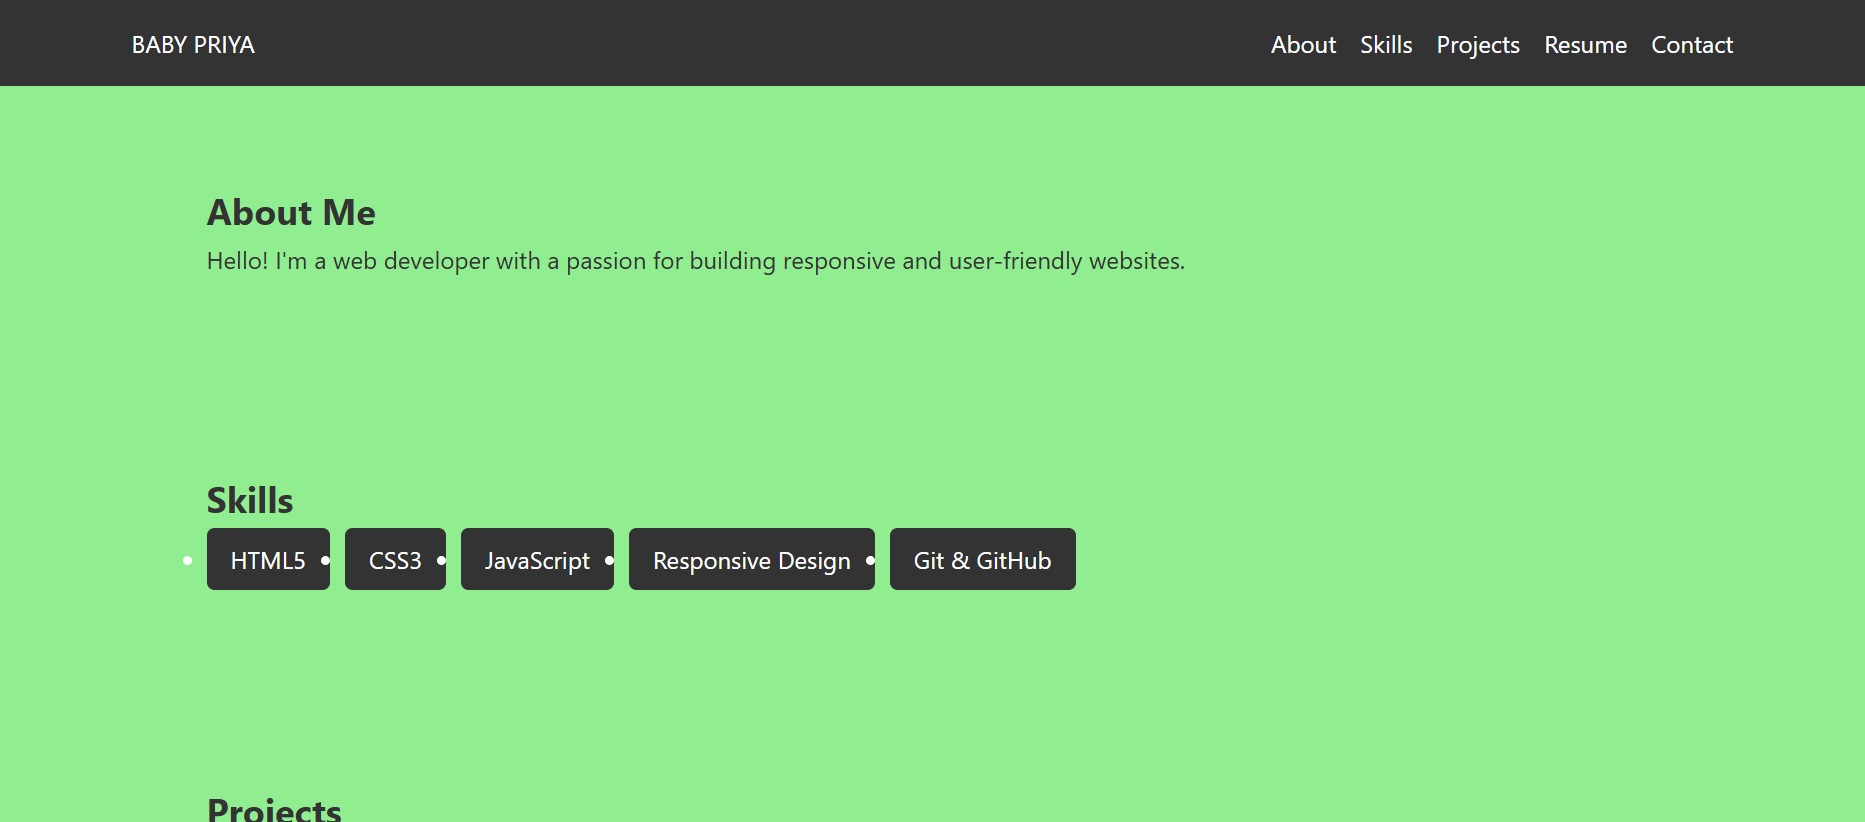 BABY PRIYA About Skills Projects Resume Contact
About Me
Hello! I'm a web developer with a passion for building responsive and user-friendly websites.
Skills
HTML5 CSS3 JavaScript Responsive Design Git & GitHub
Projects